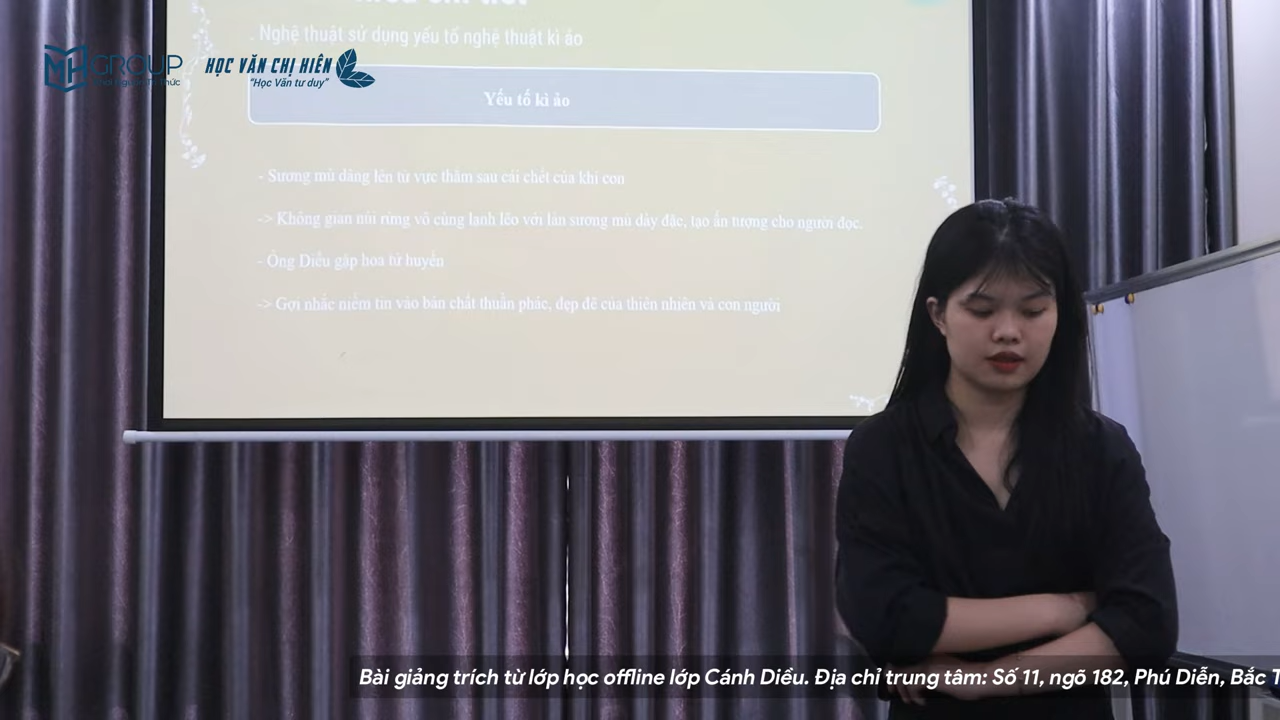 . Nghệ thuật sử dụng yếu tố nghệ thuật kì ảo
MH GROUP
HỌC VĂN CHỊ HIÊN
"Học Văn tư duy"
Yếu tố kì ảo
- Sương mù dâng lên từ vực thẳm sau cái chết của khỉ con
-> Không gian núi rừng vô cùng lạnh lẽo với làn sương mù dày đặc, tạo ấn tượng cho người đọc.
- Ông Diểu gặp hoa tử huyền
-> Gợi nhắc niềm tin vào bản chất thuần phác, đẹp đẽ của thiên nhiên và con người
Bài giảng trích từ lớp học offline lớp Cánh Diều. Địa chỉ trung tâm: Số 11, ngõ 182, Phú Diễn, Bắc T